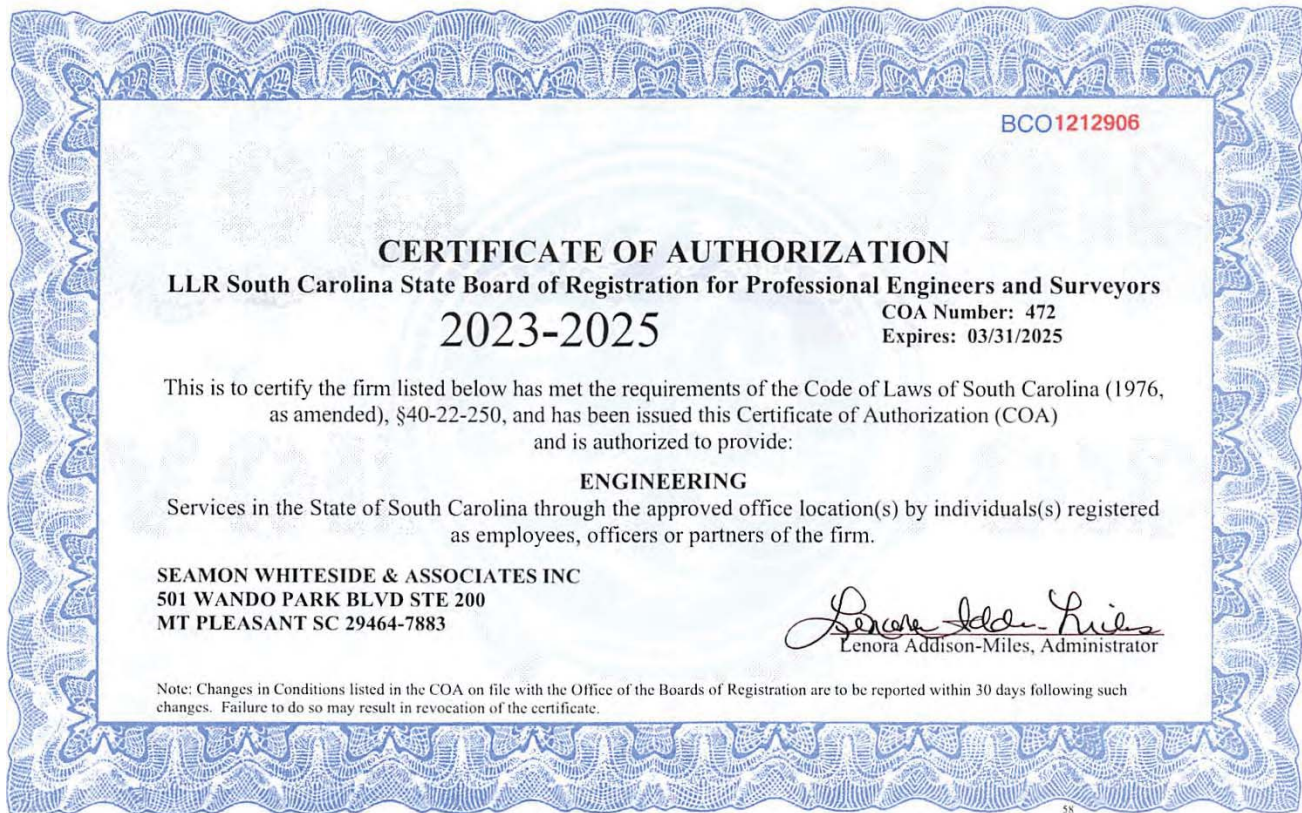 BCO1212906
CERTIFICATE OF AUTHORIZATION
LLR South Carolina State Board of Registration for Professional Engineers and Surveyors
2023-2025
COA Number: 472
Expires: 03/31/2025
This is to certify the firm listed below has met the requirements of the Code of Laws of South Carolina (1976,
as amended), §40-22-250, and has been issued this Certificate of Authorization (COA)
and is authorized to provide:
ENGINEERING
Services in the State of South Carolina through the approved office location(s) by individuals(s) registered
as employees, officers or partners of the firm.
SEAMON WHITESIDE & ASSOCIATES INC
501 WANDO PARK BLVD STE 200
MT PLEASANT SC 29464-7883
Lenora Addison-Miles
Lenora Addison-Miles, Administrator
Note: Changes in Conditions listed in the COA on file with the Office of the Boards of Registration are to be reported within 30 days following such
changes. Failure to do so may result in revocation of the certificate.
58